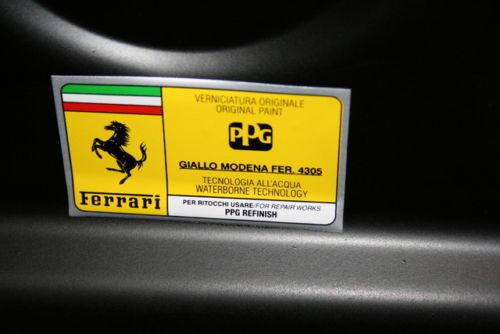 VERNICIATURA ORIGINALE
ORIGINAL PAINT
PPG
GIALLO MODENA FER. 4305
TECNOLOGIA ALL'ACQUA
WATERBORNE TECHNOLOGY
Ferrari
PER RITOCCHI USARE/FOR REPAIR WORKS
PPG REFINISH